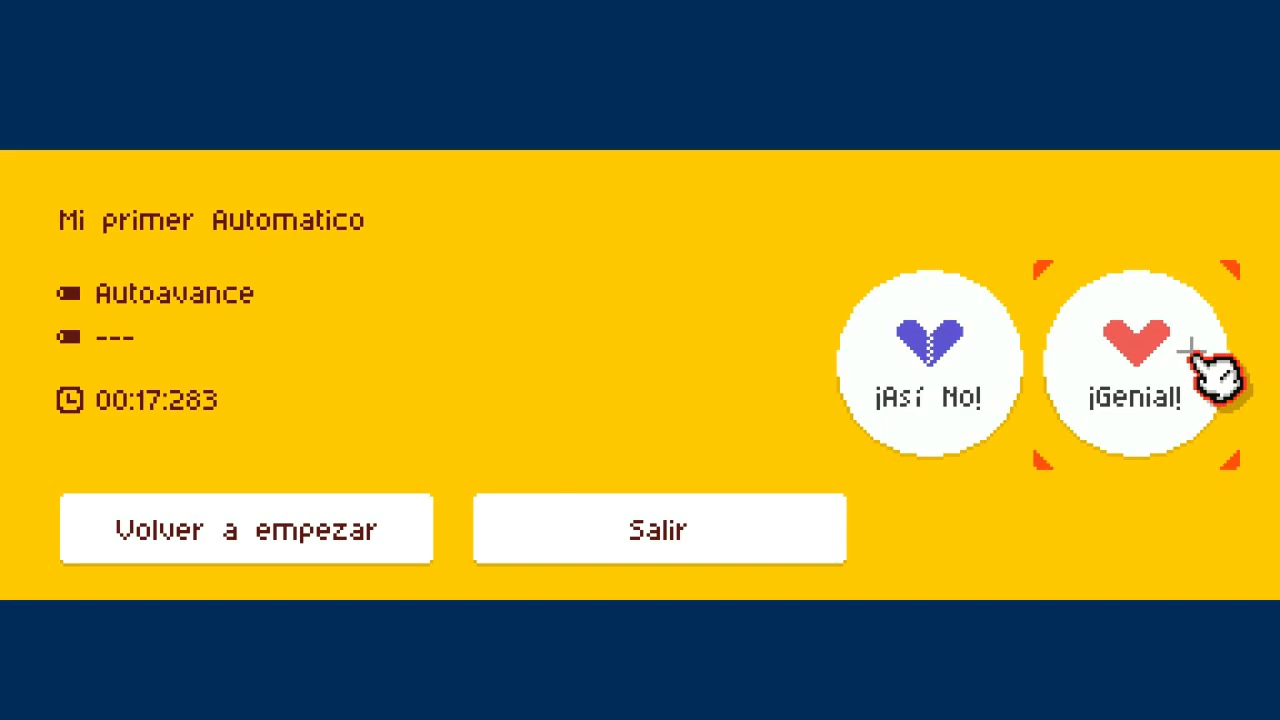 Mi primer Automatico
Autoavance
---
00:17:283
¡Así No!
¡Genial!
Volver a empezar
Salir